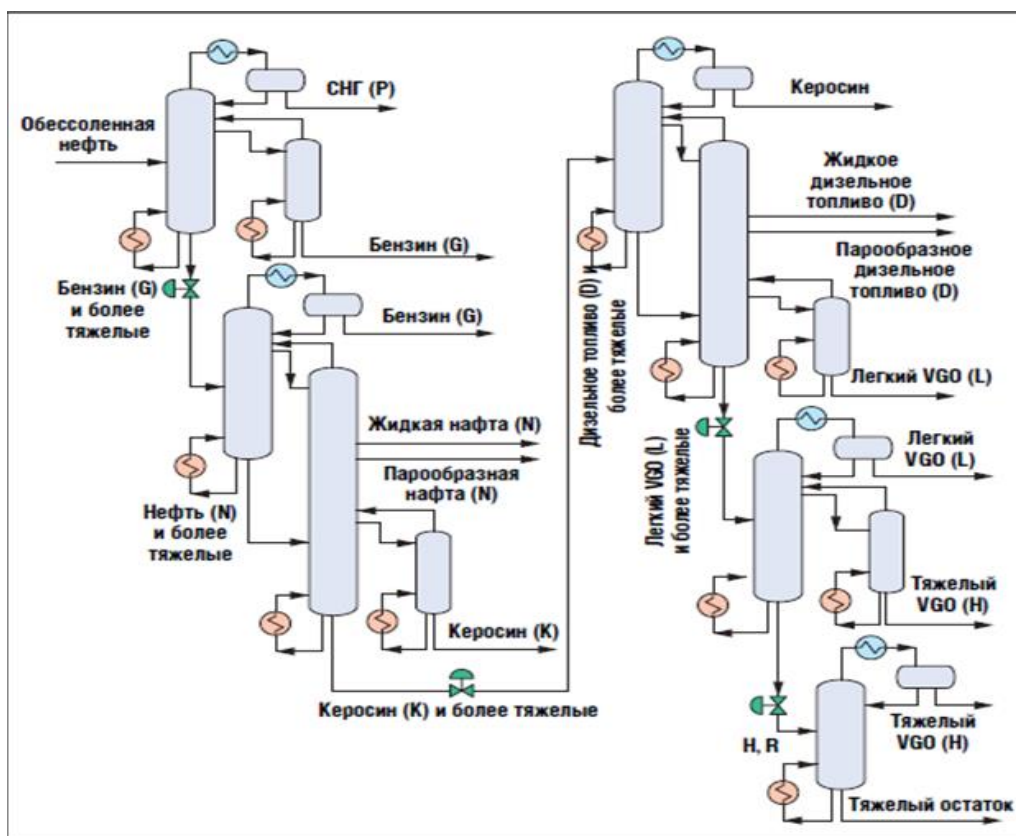 СНГ (P)
Обессоленная
нефть
Бензин (G)
Бензин (G)
и более
тяжелые
Бензин (G)
Жидкая нафта (N)
Парообразная
нафта (N)
Нефть (N)
и более
тяжелые
Керосин (K)
Керосин (K) и более тяжелые
Керосин
Жидкое
дизельное
топливо (D)
Парообразное
дизельное
топливо (D)
Дизельное топливо (D) и
более тяжелые
Легкий VGO (L)
Легкий VGO (L)
и более тяжелые
Легкий
VGO (L)
Тяжелый
VGO (H)
H, R
Тяжелый
VGO (H)
Тяжелый остаток